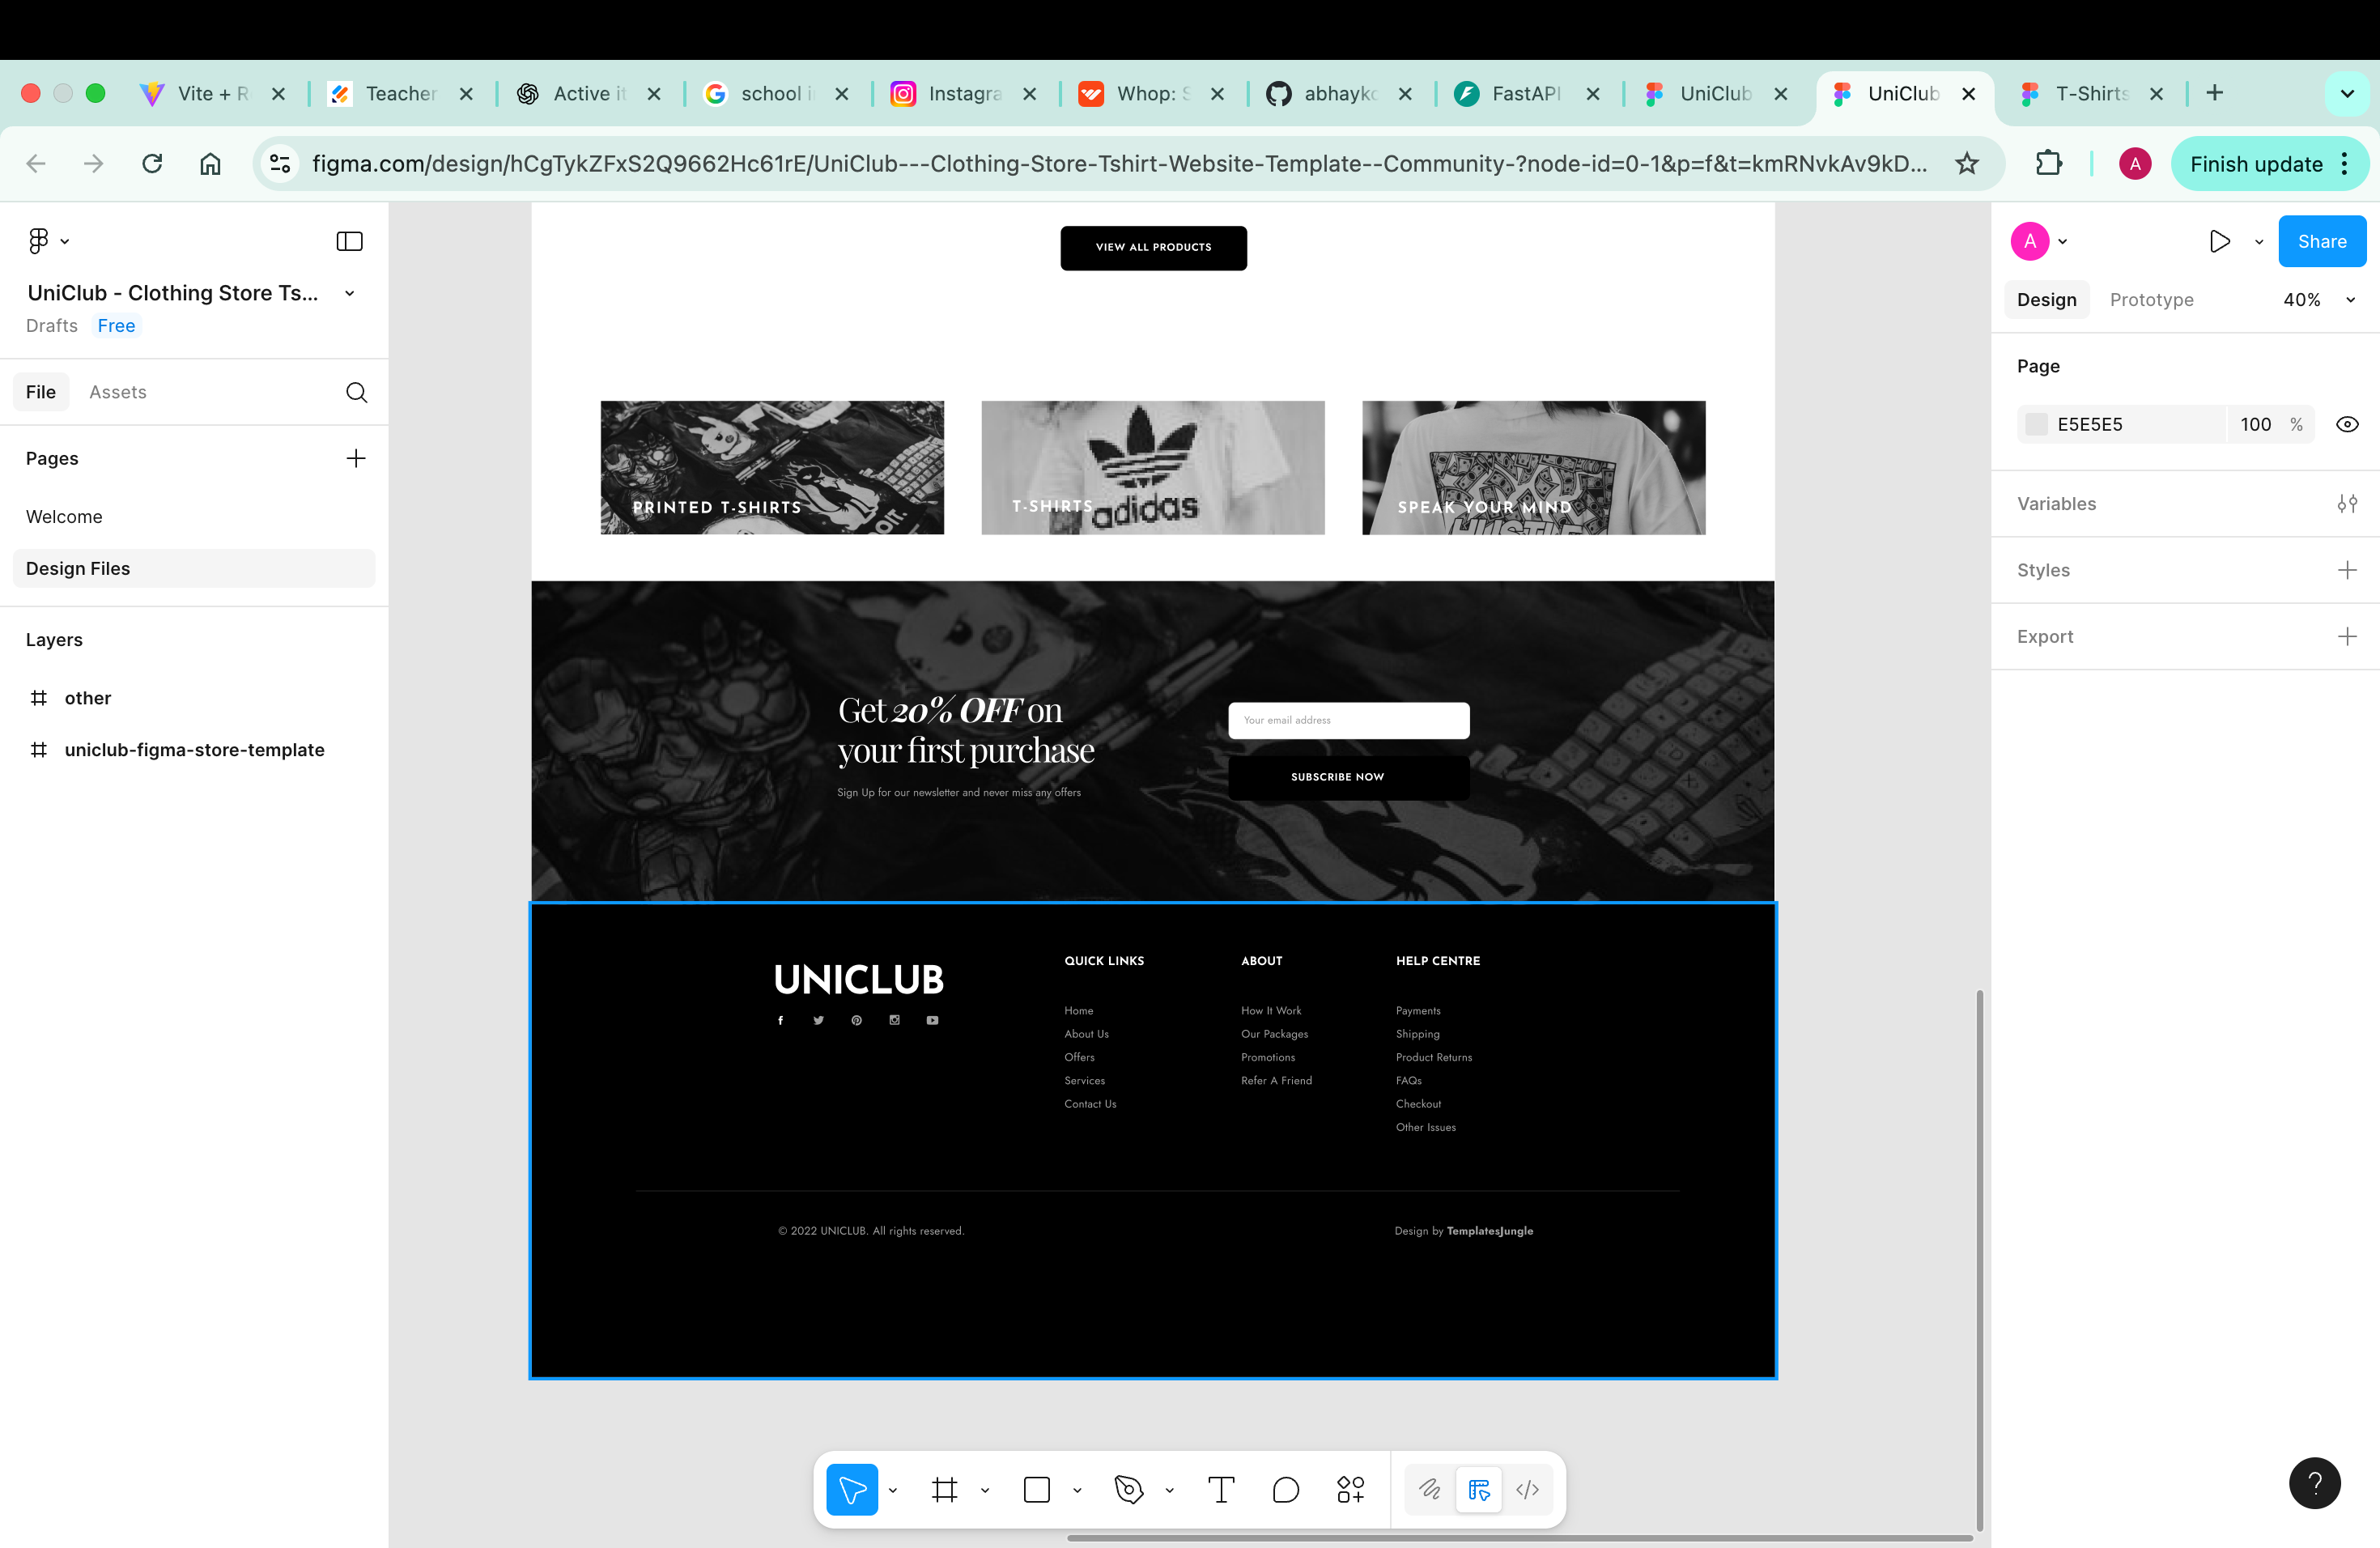 Vite + R
Teacher
Active it
school i
Instagra
Whop: S
abhayk
FastAPI
UniClub
UniClub
T-Shirts
figma.com/design/hCgTykZFxS2Q9662Hc61rE/UniClub---Clothing-Store-Tshirt-Website-Template--Community-?node-id=0-1&p=f&t=kmRNvkAv9kD...
A
Finish update
UniClub - Clothing Store Ts...
Drafts Free
File Assets
Pages
Welcome
Design Files
Layers
other
uniclub-figma-store-template
VIEW ALL PRODUCTS
PRINTED T-SHIRTS
T-SHIRTS
adidas
SPEAK YOUR MIND
HUSTLE
Get 20% OFF on
your first purchase
Sign Up for our newsletter and never miss any offers
Your email address
SUBSCRIBE NOW
UNICLUB
QUICK LINKS
Home
About Us
Offers
Services
Contact Us
ABOUT
How It Work
Our Packages
Promotions
Refer A Friend
HELP CENTRE
Payments
Shipping
Product Returns
FAQs
Checkout
Other Issues
© 2022 UNICLUB. All rights reserved.
Design by TemplatesJungle
A
Share
Design Prototype 40%
Page
E5E5E5 100 %
Variables
Styles
Export
?